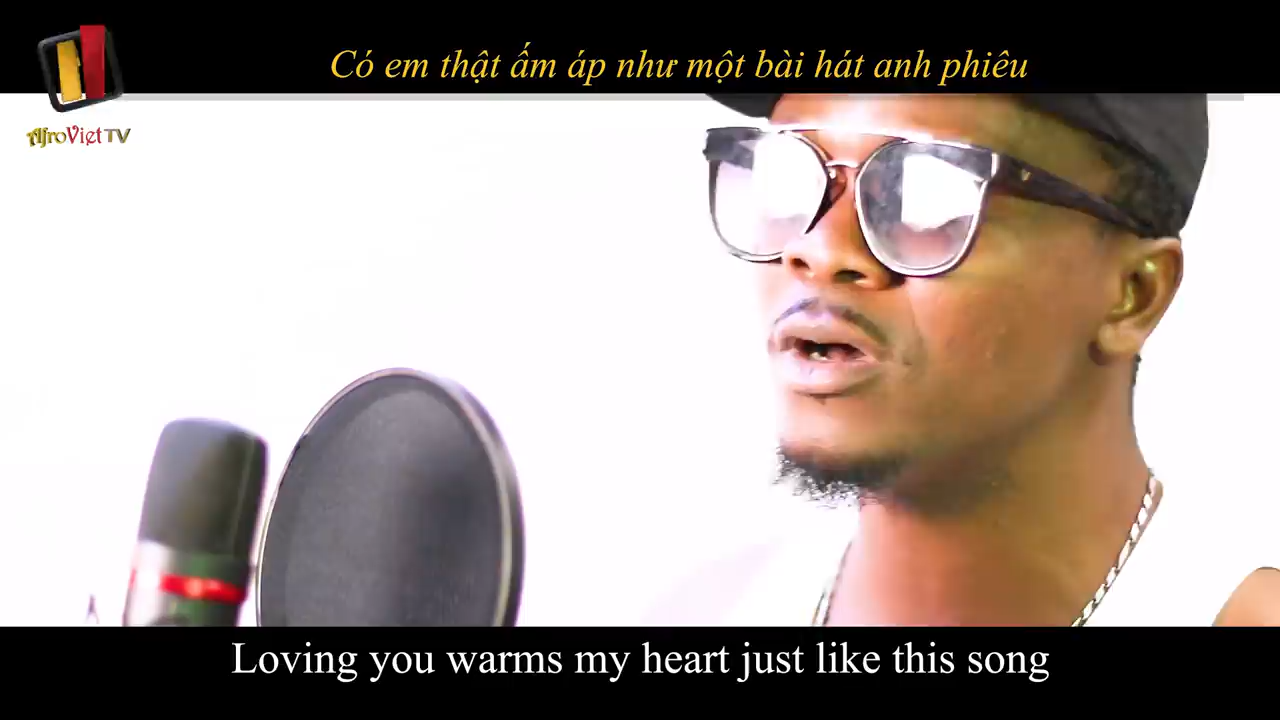 Có em thật ấm áp như một bài hát anh phiêu
AfroViệt TV
Loving you warms my heart just like this song